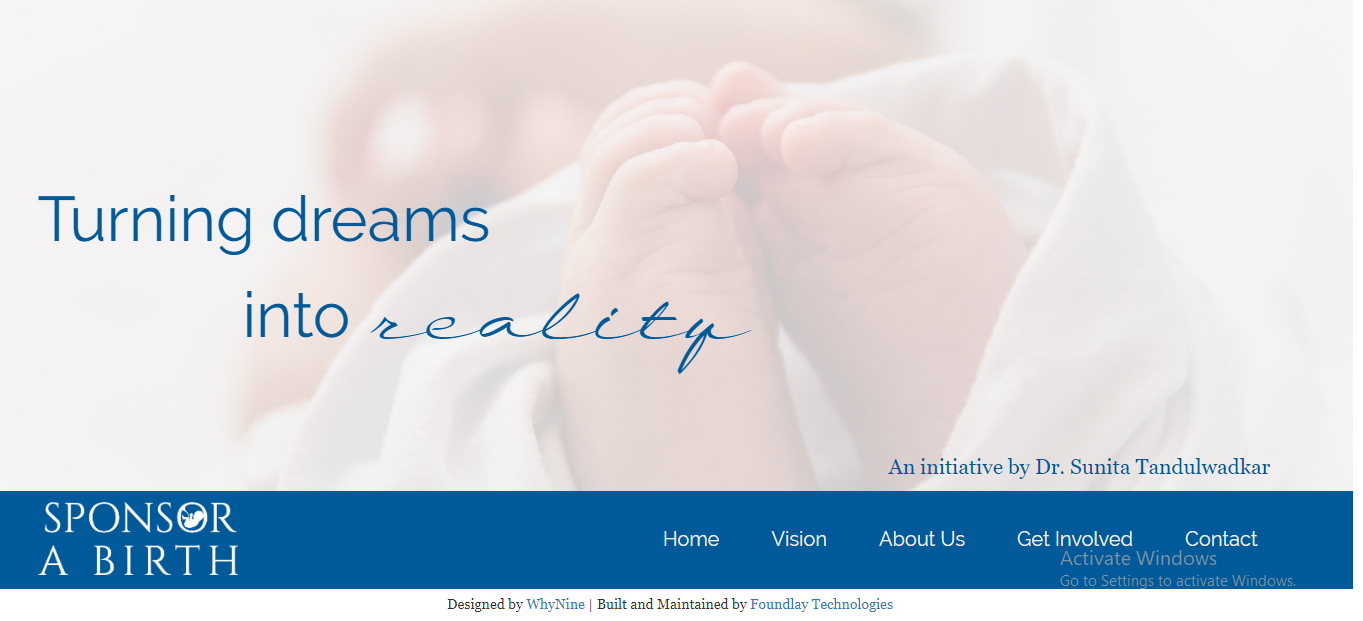 Turning dreams
into reality
An initiative by Dr. Sunita Tandulwadkar
SPONSOR
A BIRTH
Home Vision About Us Get Involved Contact
Activate Windows
Go to Settings to activate Windows.
Designed by WhyNine | Built and Maintained by Foundlay Technologies